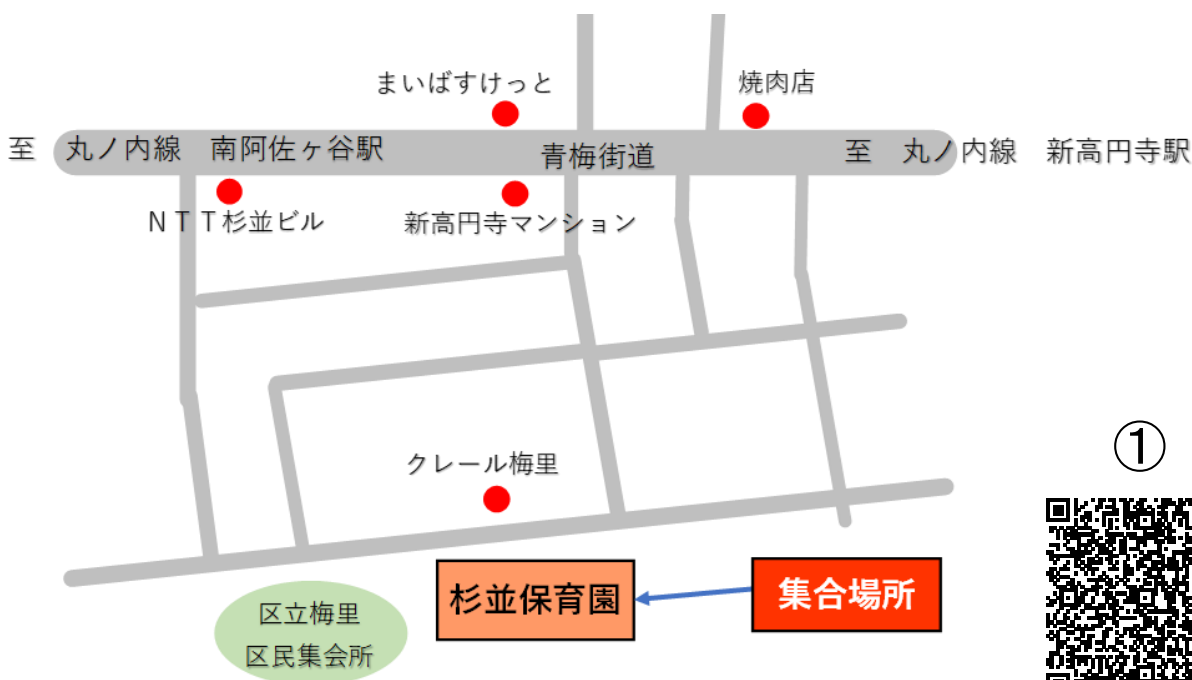 まいばすけっと
焼肉店
至　丸ノ内線　南阿佐ヶ谷駅
青梅街道
至　丸ノ内線　新高円寺駅
ＮＴＴ杉並ビル
新高円寺マンション
クレール梅里
①
杉並保育園
集合場所
区立梅里
区民集会所